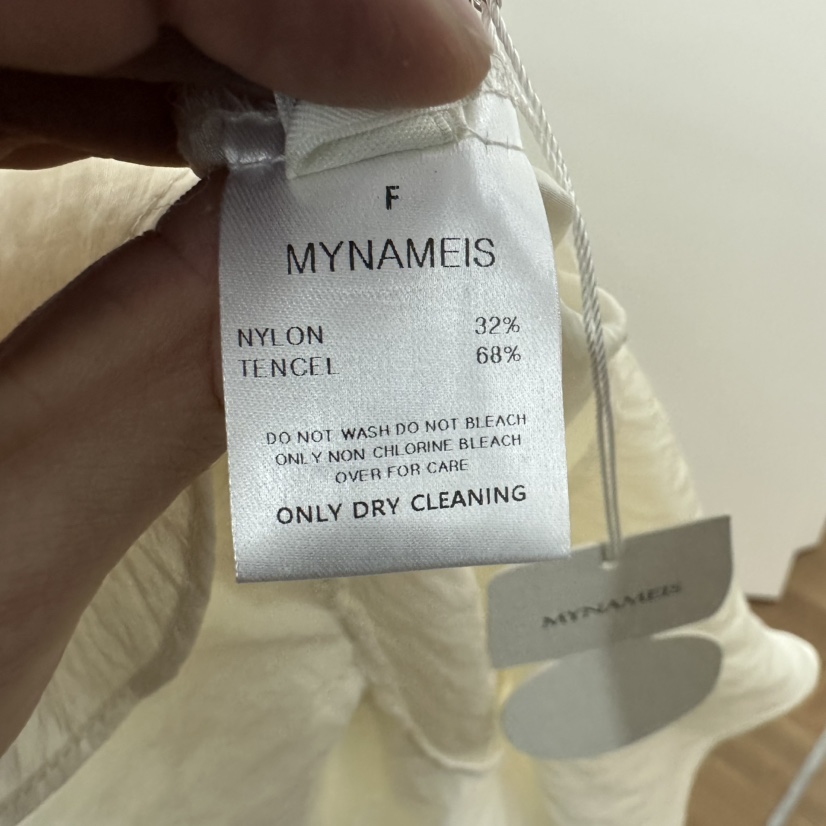 F
MYNAMEIS
NYLON 32%
TENCEL 68%
DO NOT WASH DO NOT BLEACH
ONLY NON CHLORINE BLEACH
OVER FOR CARE
ONLY DRY CLEANING
MYNAMEIS